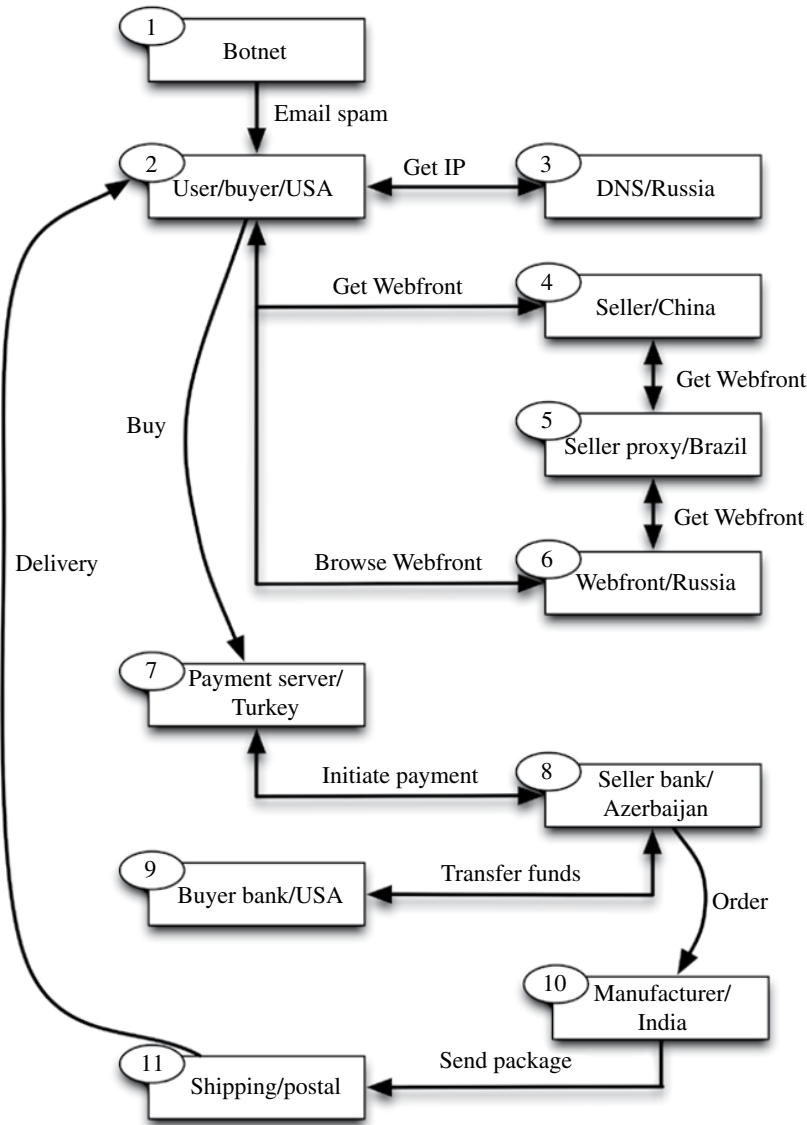 1
Botnet
Email spam
2
User/buyer/USA
Get IP
3
DNS/Russia
Get Webfront
4
Seller/China
Get Webfront
Buy
5
Seller proxy/Brazil
Get Webfront
Delivery
Browse Webfront
6
Webfront/Russia
7
Payment server/
Turkey
Initiate payment
8
Seller bank/
Azerbaijan
9
Buyer bank/USA
Transfer funds
Order
10
Manufacturer/
India
Send package
11
Shipping/postal